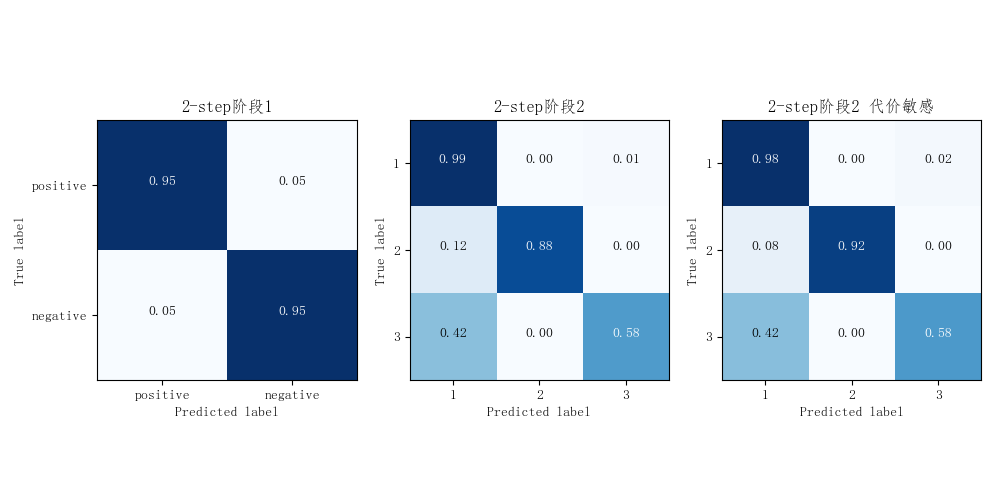 2-step阶段1
True label
positive
0.95 0.05
negative
0.05 0.95
positive negative
Predicted label
2-step阶段2
True label
1 0.99 0.00 0.01
2 0.12 0.88 0.00
3 0.42 0.00 0.58
1 2 3
Predicted label
2-step阶段2 代价敏感
True label
1 0.98 0.00 0.02
2 0.08 0.92 0.00
3 0.42 0.00 0.58
1 2 3
Predicted label